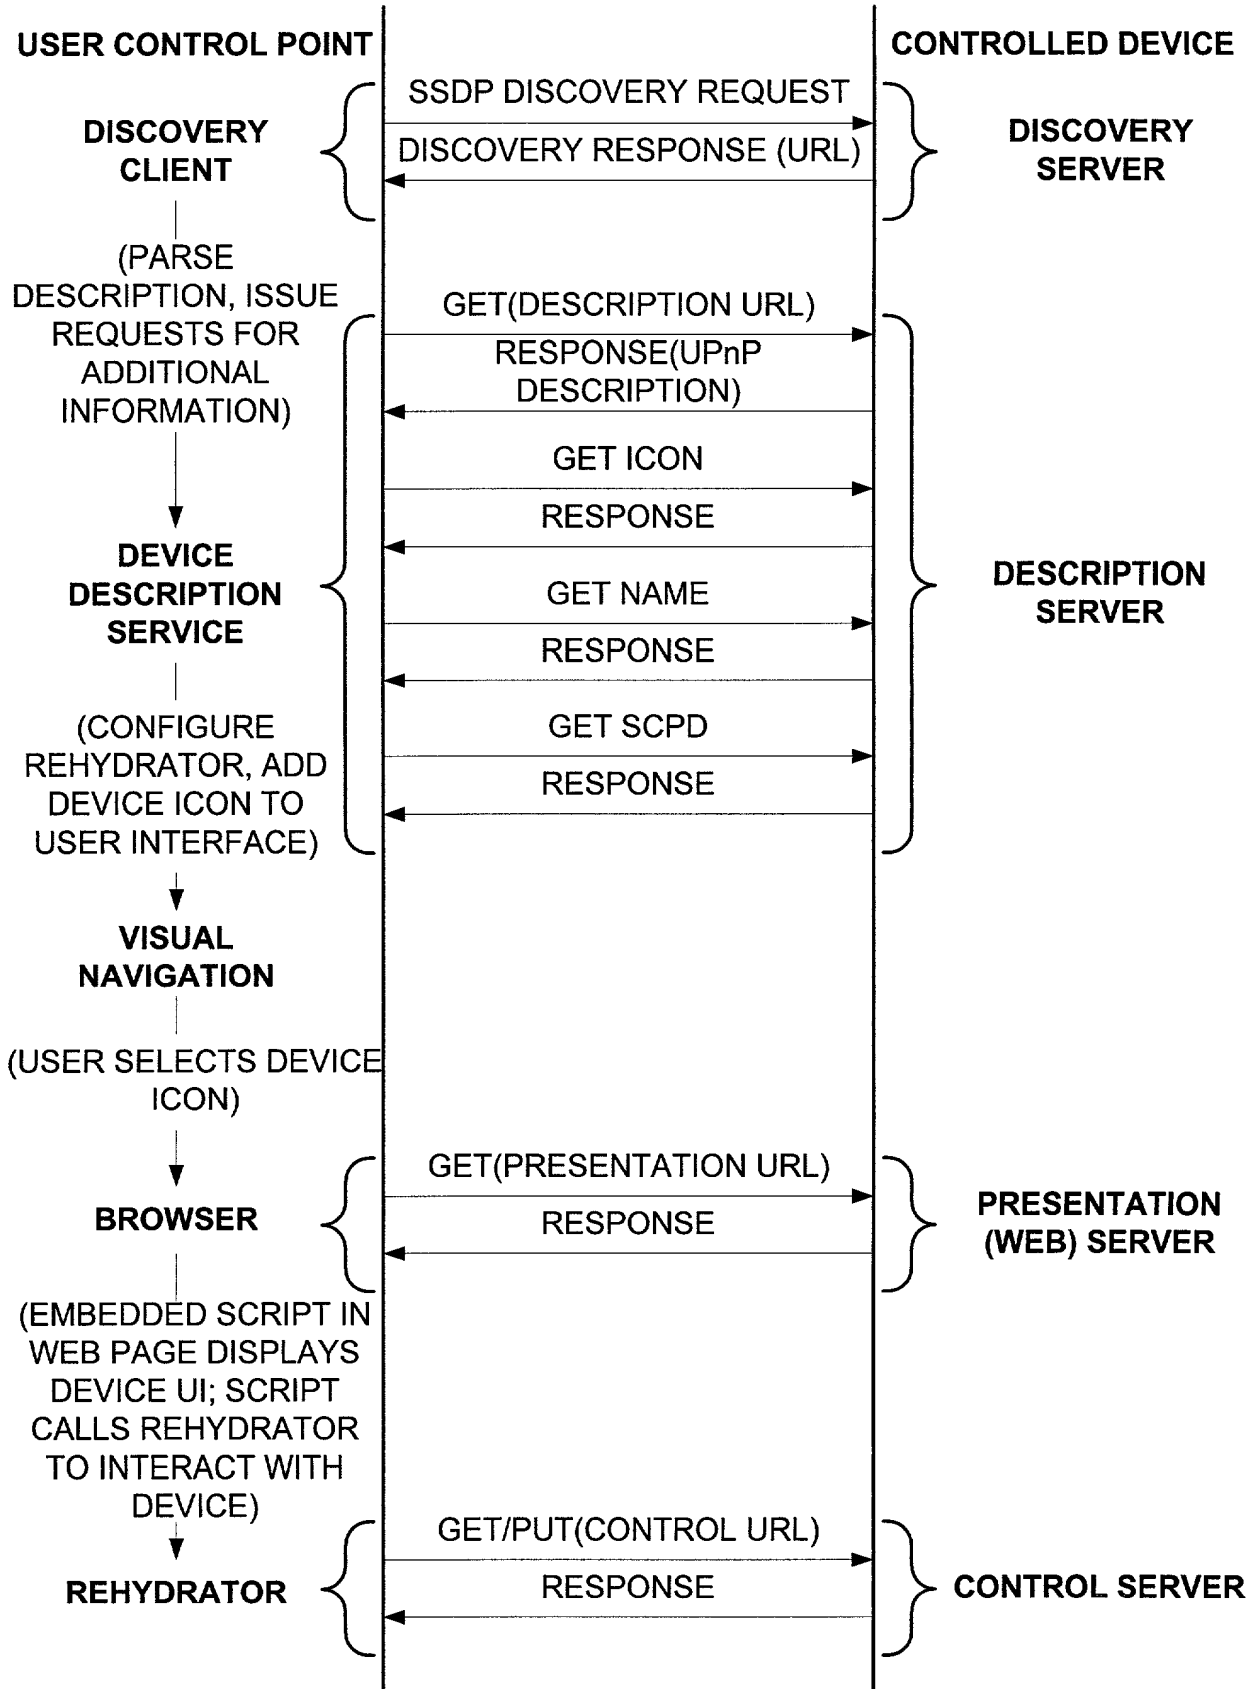 USER CONTROL POINT
CONTROLLED DEVICE
SSDP DISCOVERY REQUEST
DISCOVERY RESPONSE (URL)
DISCOVERY
CLIENT
DISCOVERY
SERVER
(PARSE
DESCRIPTION, ISSUE
REQUESTS FOR
ADDITIONAL
INFORMATION)
GET(DESCRIPTION URL)
RESPONSE(UPnP
DESCRIPTION)
GET ICON
RESPONSE
DEVICE
DESCRIPTION
SERVICE
GET NAME
RESPONSE
DESCRIPTION
SERVER
GET SCPD
RESPONSE
(CONFIGURE
REHYDRATOR, ADD
DEVICE ICON TO
USER INTERFACE)
VISUAL
NAVIGATION
(USER SELECTS DEVICE
ICON)
BROWSER
GET(PRESENTATION URL)
RESPONSE
PRESENTATION
(WEB) SERVER
(EMBEDDED SCRIPT IN
WEB PAGE DISPLAYS
DEVICE UI; SCRIPT
CALLS REHYDRATOR
TO INTERACT WITH
DEVICE)
REHYDRATOR
GET/PUT(CONTROL URL)
RESPONSE
CONTROL SERVER